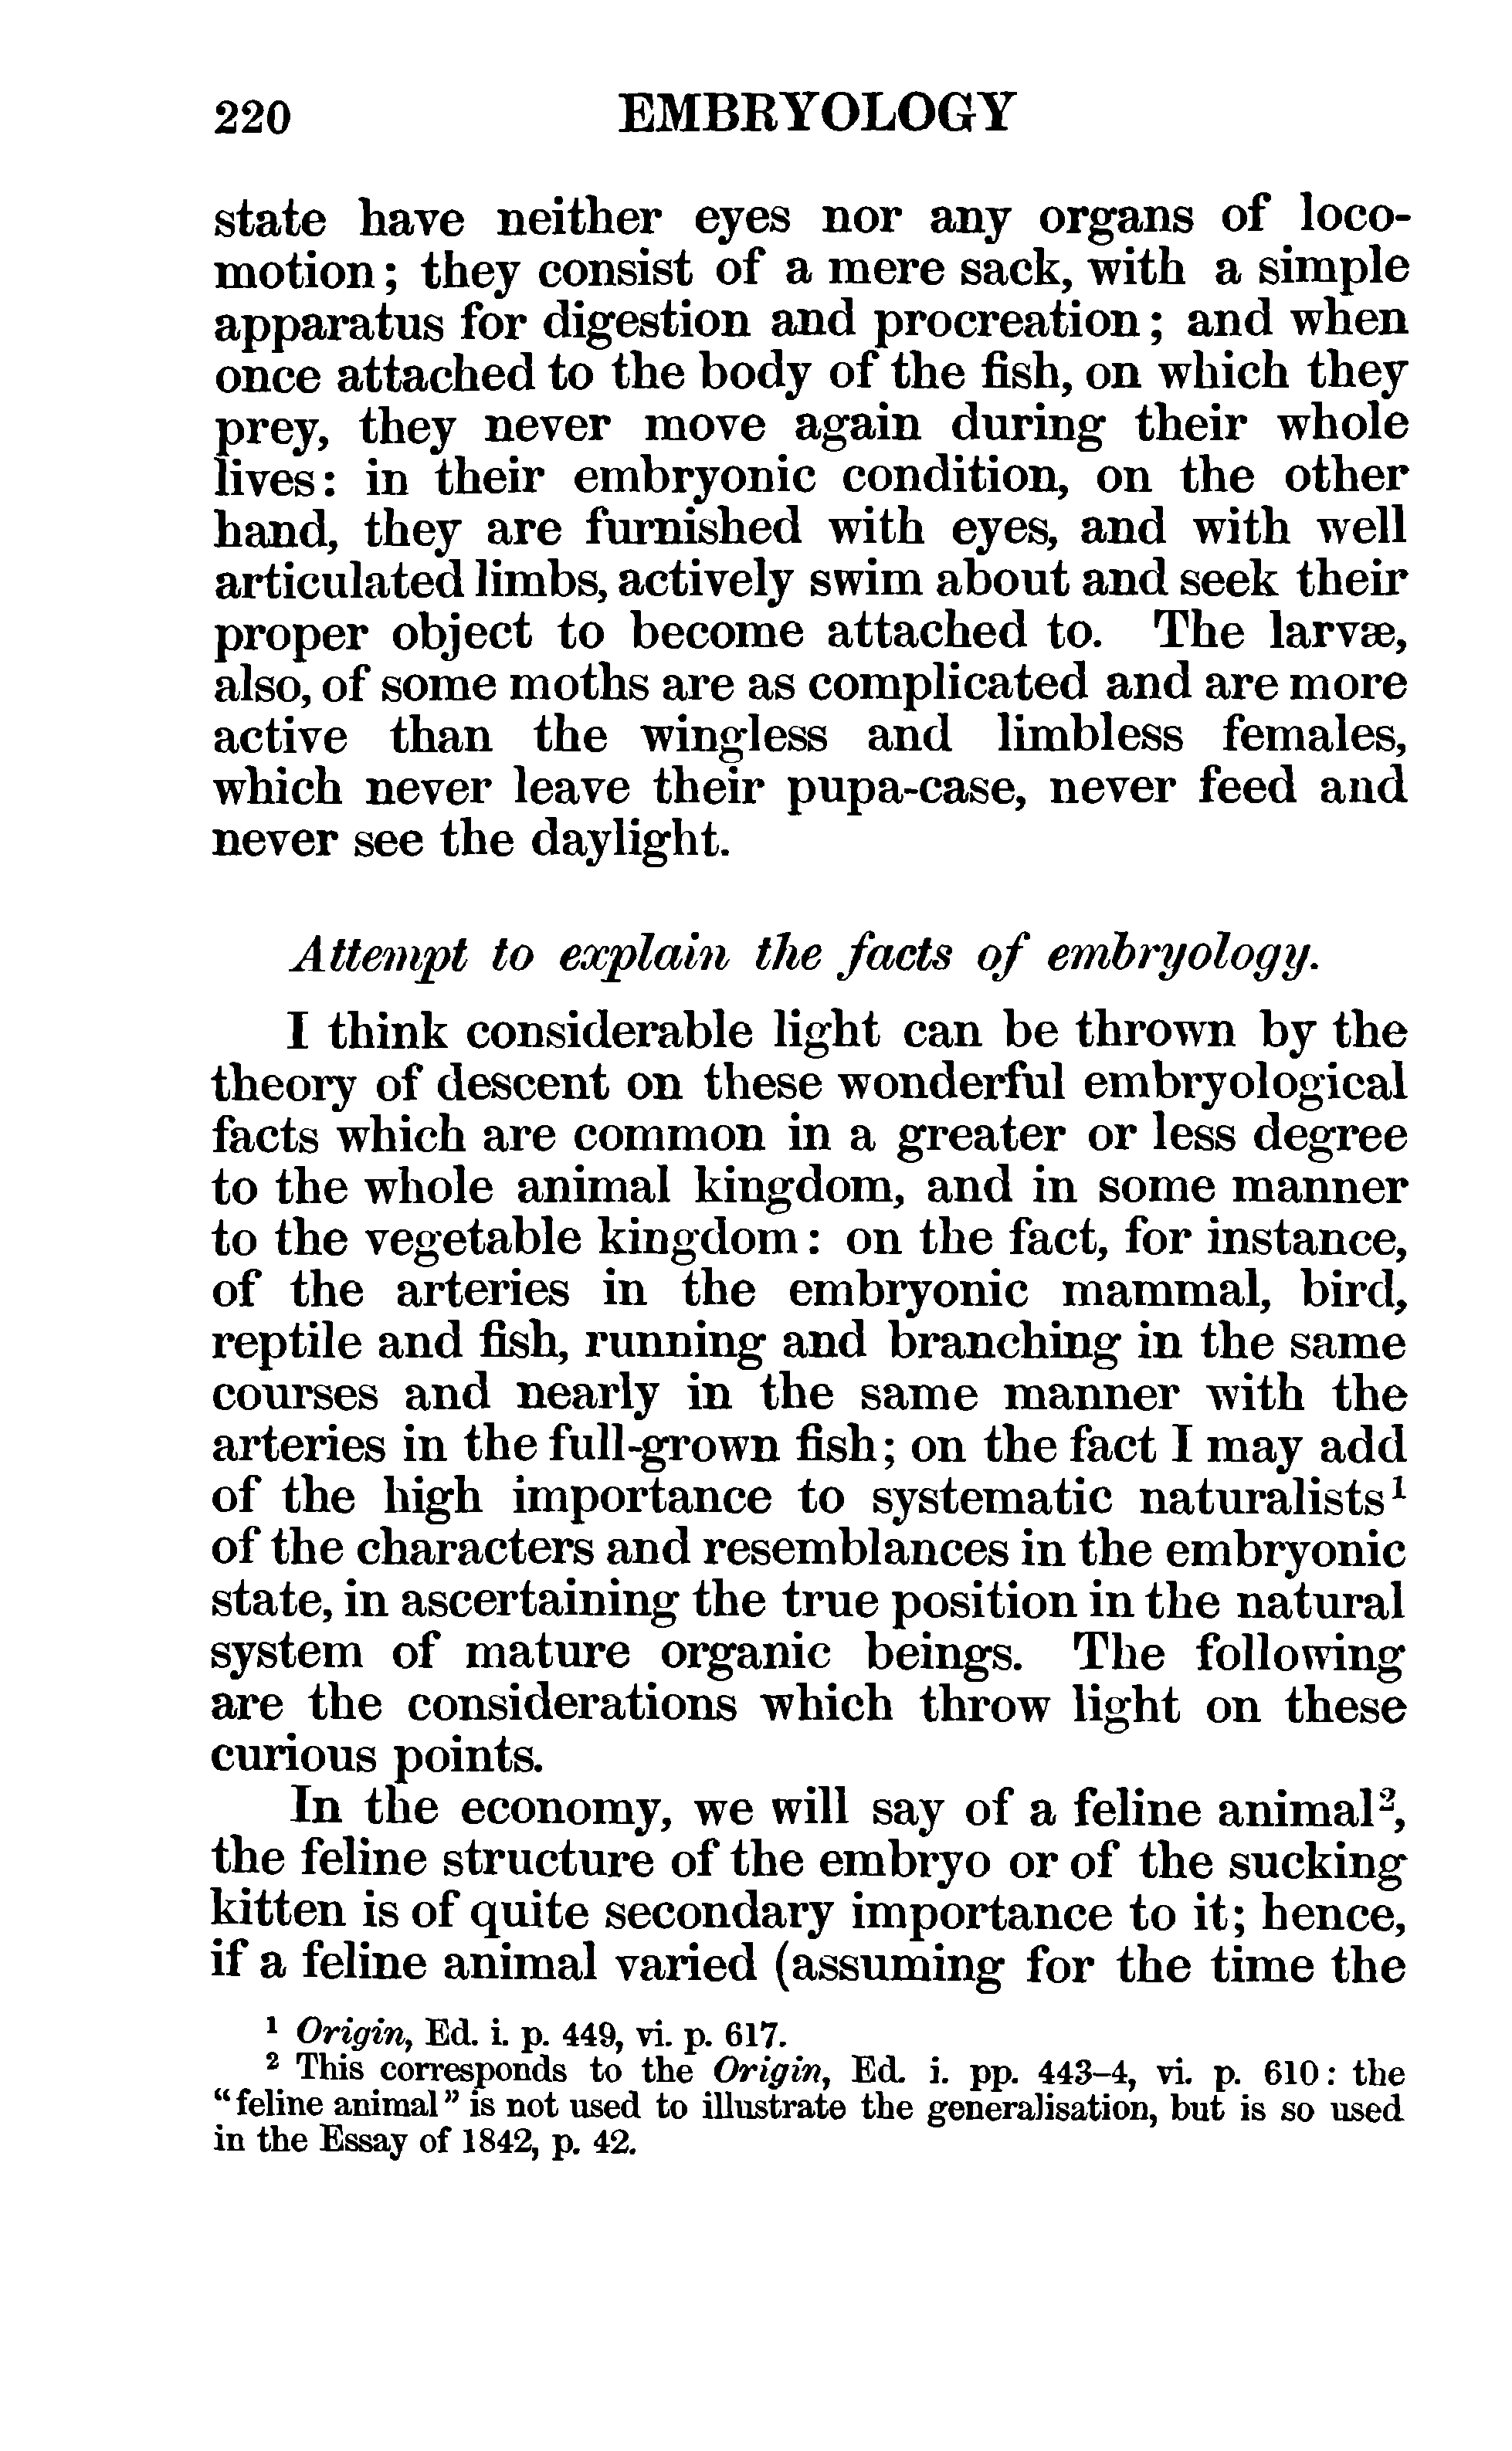 220 EMBRYOLOGY
state have neither eyes nor any organs of loco-
motion; they consist of a mere sack, with a simple
apparatus for digestion and procreation; and when
once attached to the body of the fish, on which they
prey, they never move again during their whole
lives: in their embryonic condition, on the other
hand, they are furnished with eyes, and with well
articulated limbs, actively swim about and seek their
proper object to become attached to. The larvæ,
also, of some moths are as complicated and are more
active than the wingless and limbless females,
which never leave their pupa-case, never feed and
never see the daylight.
Attempt to explain the facts of embryology.
I think considerable light can be thrown by the
theory of descent on these wonderful embryological
facts which are common in a greater or less degree
to the whole animal kingdom, and in some manner
to the vegetable kingdom: on the fact, for instance,
of the arteries in the embryonic mammal, bird,
reptile and fish, running and branching in the same
courses and nearly in the same manner with the
arteries in the full-grown fish; on the fact I may add
of the high importance to systematic naturalists¹
of the characters and resemblances in the embryonic
state, in ascertaining the true position in the natural
system of mature organic beings. The following
are the considerations which throw light on these
curious points.
In the economy, we will say of a feline animal²,
the feline structure of the embryo or of the sucking
kitten is of quite secondary importance to it; hence,
if a feline animal varied (assuming for the time the
¹ Origin, Ed. i. p. 449, vi. p. 617.
² This corresponds to the Origin, Ed. i. pp. 443–4, vi. p. 610: the
“feline animal” is not used to illustrate the generalisation, but is so used
in the Essay of 1842, p. 42.